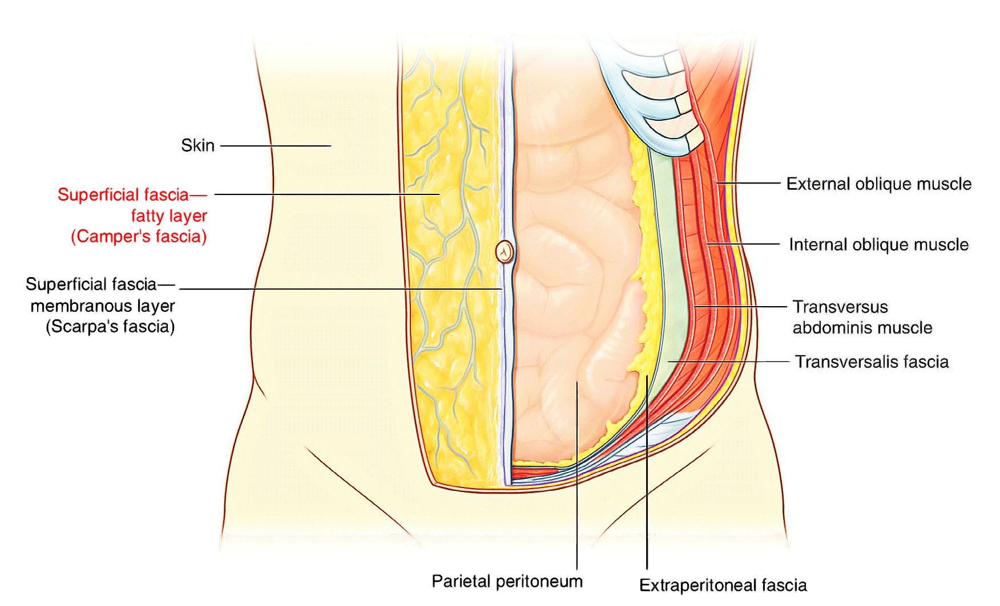 Skin
Superficial fascia—
fatty layer
(Camper's fascia)
Superficial fascia—
membranous layer
(Scarpa's fascia)
External oblique muscle
Internal oblique muscle
Transversus
abdominis muscle
Transversalis fascia
Parietal peritoneum
Extraperitoneal fascia